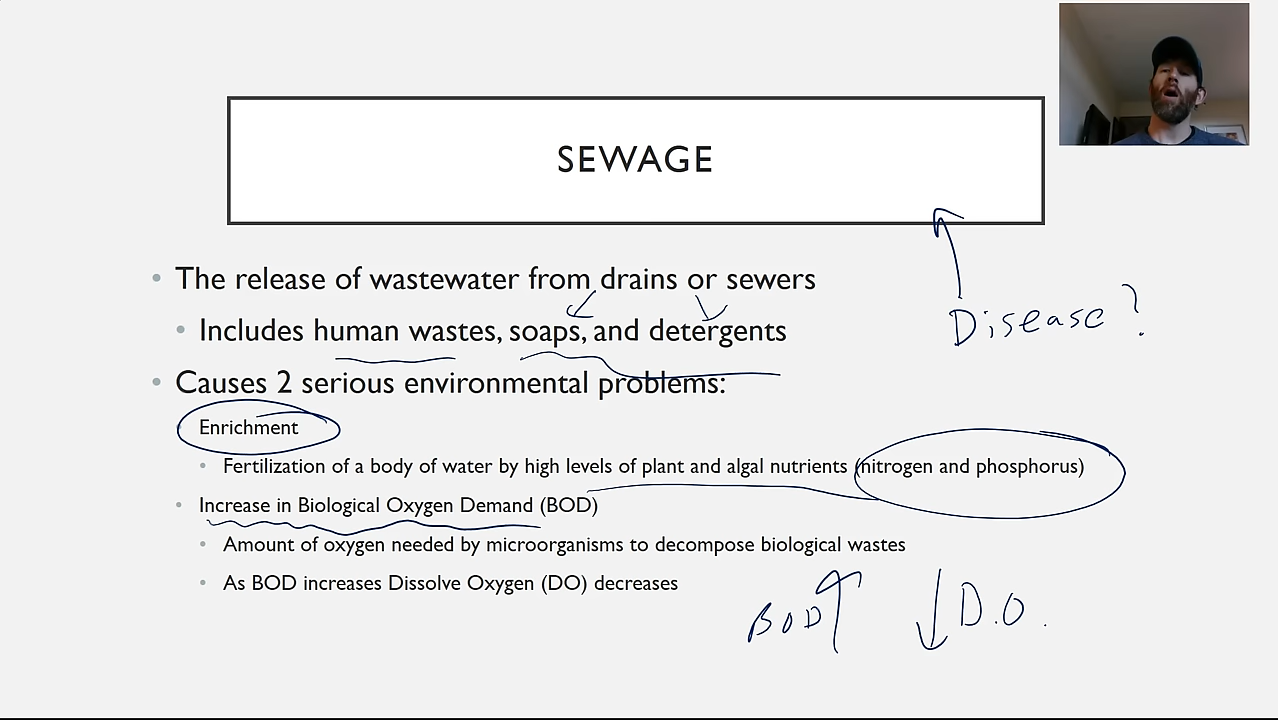 SEWAGE
The release of wastewater from drains or sewers
Includes human wastes, soaps, and detergents
Disease?
Causes 2 serious environmental problems:
Enrichment
Fertilization of a body of water by high levels of plant and algal nutrients (nitrogen and phosphorus)
Increase in Biological Oxygen Demand (BOD)
Amount of oxygen needed by microorganisms to decompose biological wastes
As BOD increases Dissolve Oxygen (DO) decreases
BOD↑ ↓D.O.